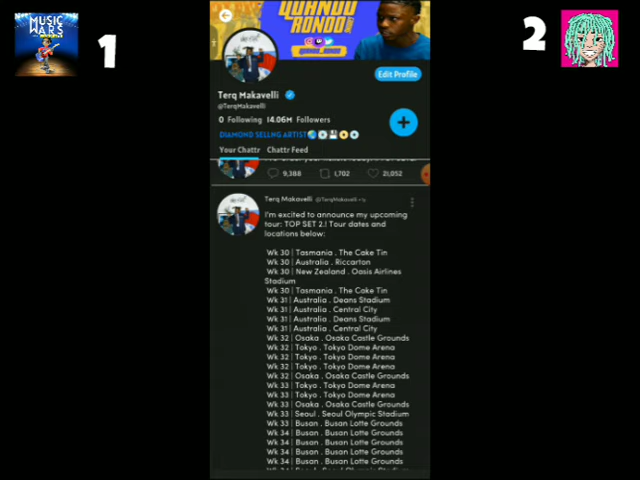 MUSIC
WARS
1
2
QUANDO
RONDO
Edit Profile
Terq Makavelli
@TerqMakavelli
0 Following 14.06M Followers
DIAMOND SELLNG ARTIST
Your Chattr Chattr Feed
9,388 1,702 21,052
Terq Makavelli @TerqMakavelli
I'm excited to announce my upcoming
tour: TOP SET 2.! Tour dates and
locations below:
Wk 30 | Tasmania . The Cake Tin
Wk 30 | Australia . Riccarton
Wk 30 | New Zealand . Oasis Airlines
Stadium
Wk 30 | Tasmania . The Cake Tin
Wk 31 | Australia . Deans Stadium
Wk 31 | Australia . Central City
Wk 31 | Australia . Deans Stadium
Wk 31 | Australia . Central City
Wk 32 | Osaka . Osaka Castle Grounds
Wk 32 | Tokyo . Tokyo Dome Arena
Wk 32 | Tokyo . Tokyo Dome Arena
Wk 32 | Tokyo . Tokyo Dome Arena
Wk 32 | Osaka . Osaka Castle Grounds
Wk 33 | Tokyo . Tokyo Dome Arena
Wk 33 | Tokyo . Tokyo Dome Arena
Wk 33 | Osaka . Osaka Castle Grounds
Wk 33 | Seoul . Seoul Olympic Stadium
Wk 33 | Busan . Busan Lotte Grounds
Wk 34 | Busan . Busan Lotte Grounds
Wk 34 | Busan . Busan Lotte Grounds
Wk 34 | Busan . Busan Lotte Grounds
Wk 34 | Busan . Busan Lotte Grounds